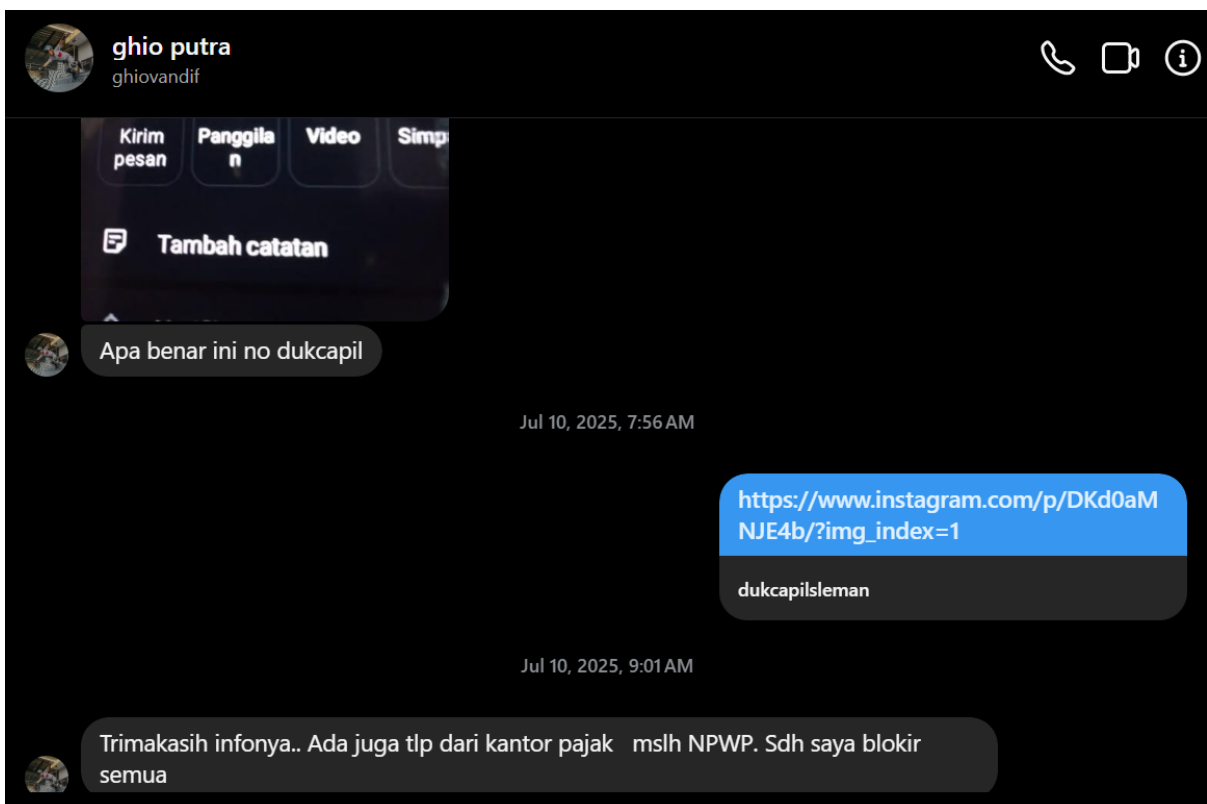 ghio putra
ghiovandif
Kirim
pesan
Panggila
n
Video
Simp
Tambah catatan
Apa benar ini no dukcapil
Jul 10, 2025, 7:56 AM
https://www.instagram.com/p/DKd0aM
NJE4b/?img_index=1
dukcapilsleman
Jul 10, 2025, 9:01 AM
Trimakasih infonya.. Ada juga tlp dari kantor pajak   mslh NPWP. Sdh saya blokir
semua